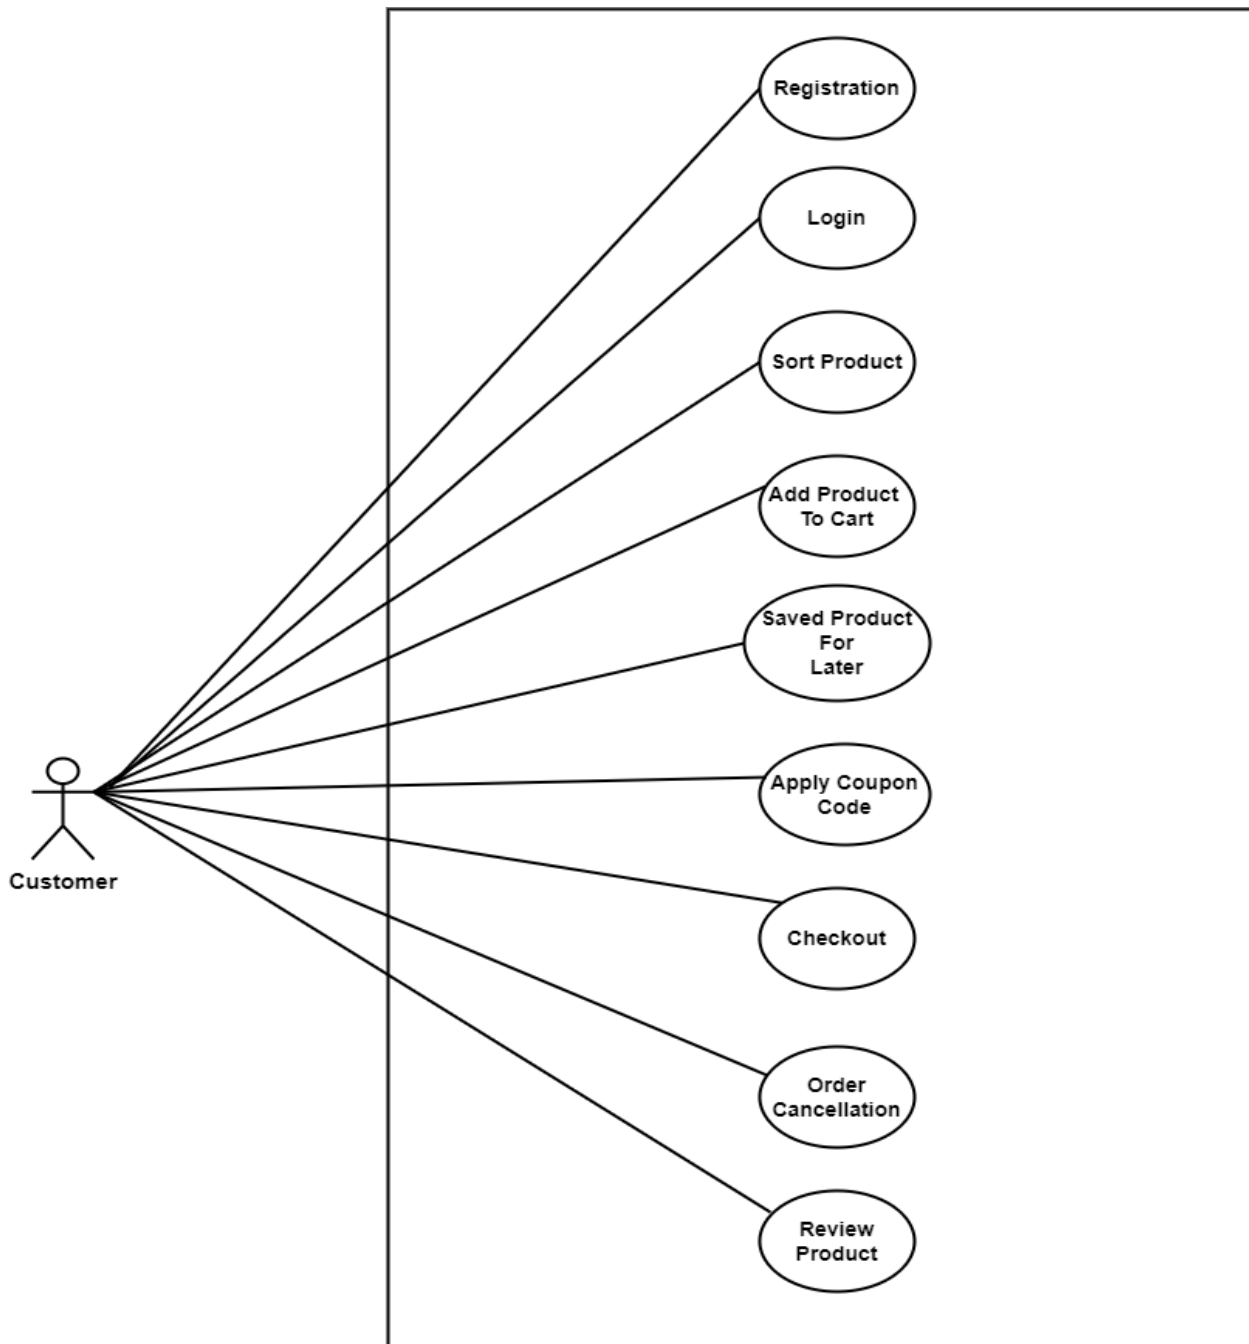 Registration
Login
Sort Product
Add Product
To Cart
Saved Product
For
Later
Apply Coupon
Code
Customer
Checkout
Order
Cancellation
Review
Product